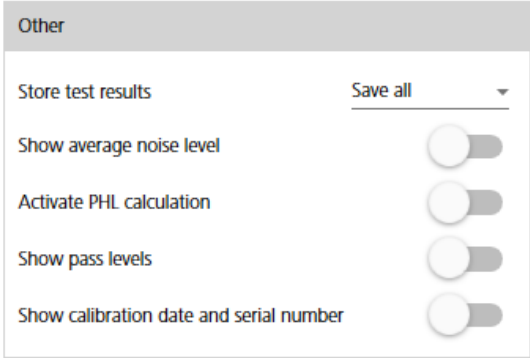 Other
Store test results Save all
Show average noise level
Activate PHL calculation
Show pass levels
Show calibration date and serial number